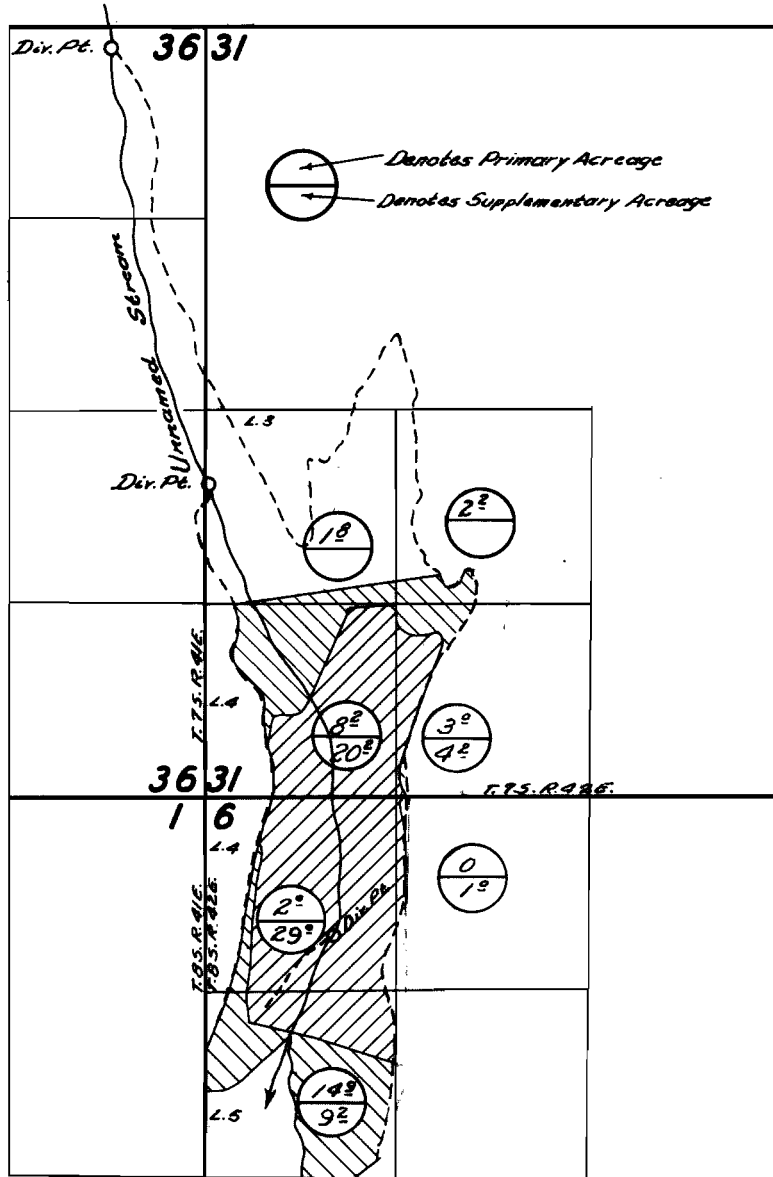 Div. Pt.
36 31
Denotes Primary Acreage
Denotes Supplementary Acreage
Unnamed Stream
L.3
Div. Pt.
1 8
2 2
T.7S.R.41E.
L.4
8 2
20 2
3 0
4 2
36 31
T.7S.R.42E.
1 6
L.4
0
1 0
T.8S.R.41E.
T.8S.R.42E.
2 0
29 0
Div. Pt.
14 9
9 2
L.5